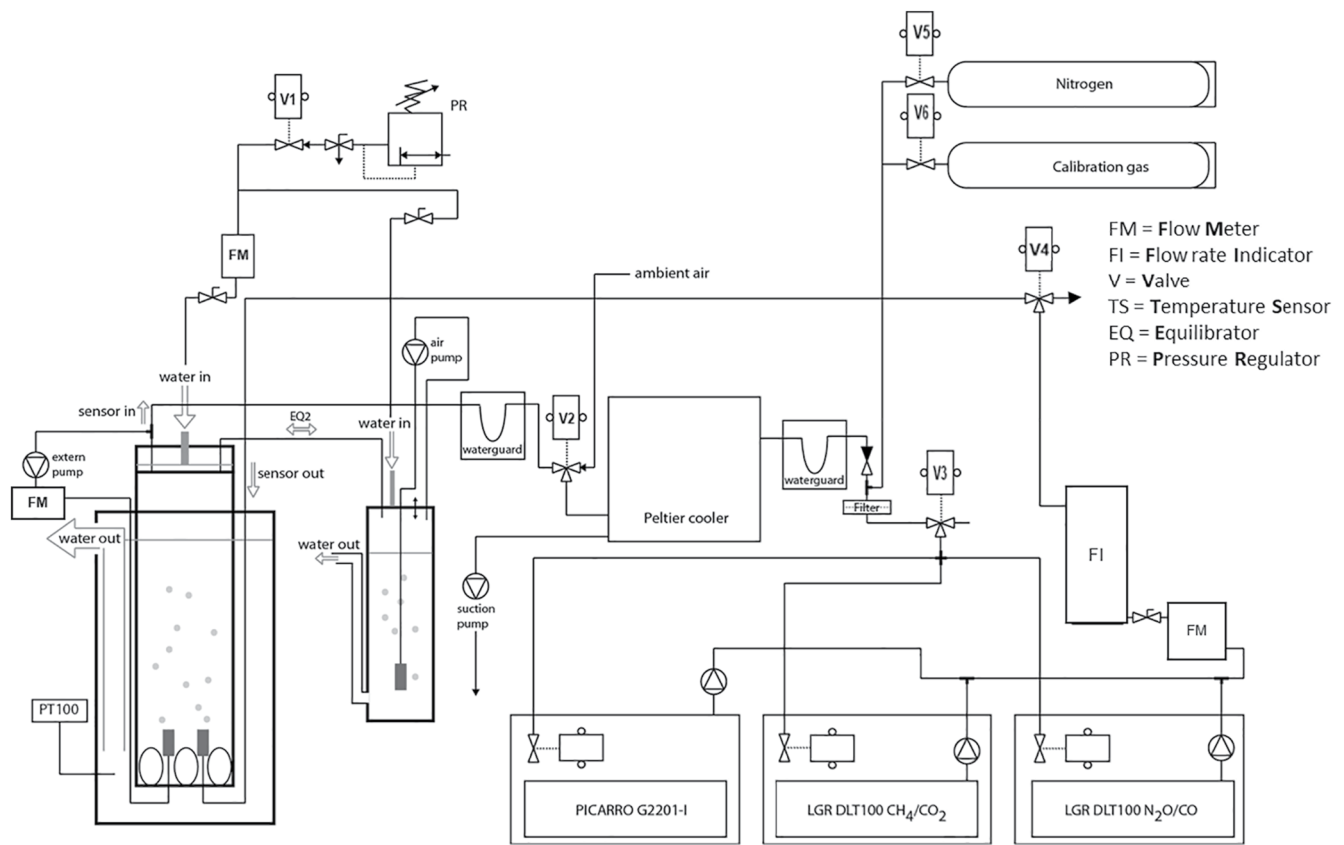 V5
Nitrogen
V1
PR
V6
Calibration gas
FM = Flow Meter
FI = Flow rate Indicator
V = Valve
TS = Temperature Sensor
EQ = Equilibrator
PR = Pressure Regulator
FM
V4
ambient air
air
pump
water in
sensor in
EQ2
water in
V2
waterguard
extern
pump
sensor out
waterguard
V3
FM
Filter
Peltier cooler
water out
water out
FI
suction
pump
FM
PT100
PICARRO G2201-I
LGR DLT100 CH4/CO2
LGR DLT100 N2O/CO